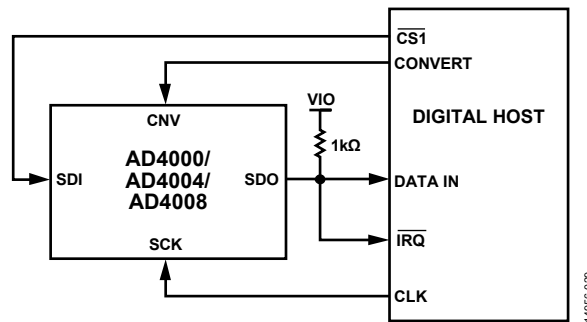 CS1
CONVERT
VIO
DIGITAL HOST
CNV
1kΩ
AD4000/
AD4004/
AD4008
SDI
SDO
DATA IN
SCK
IRQ
CLK